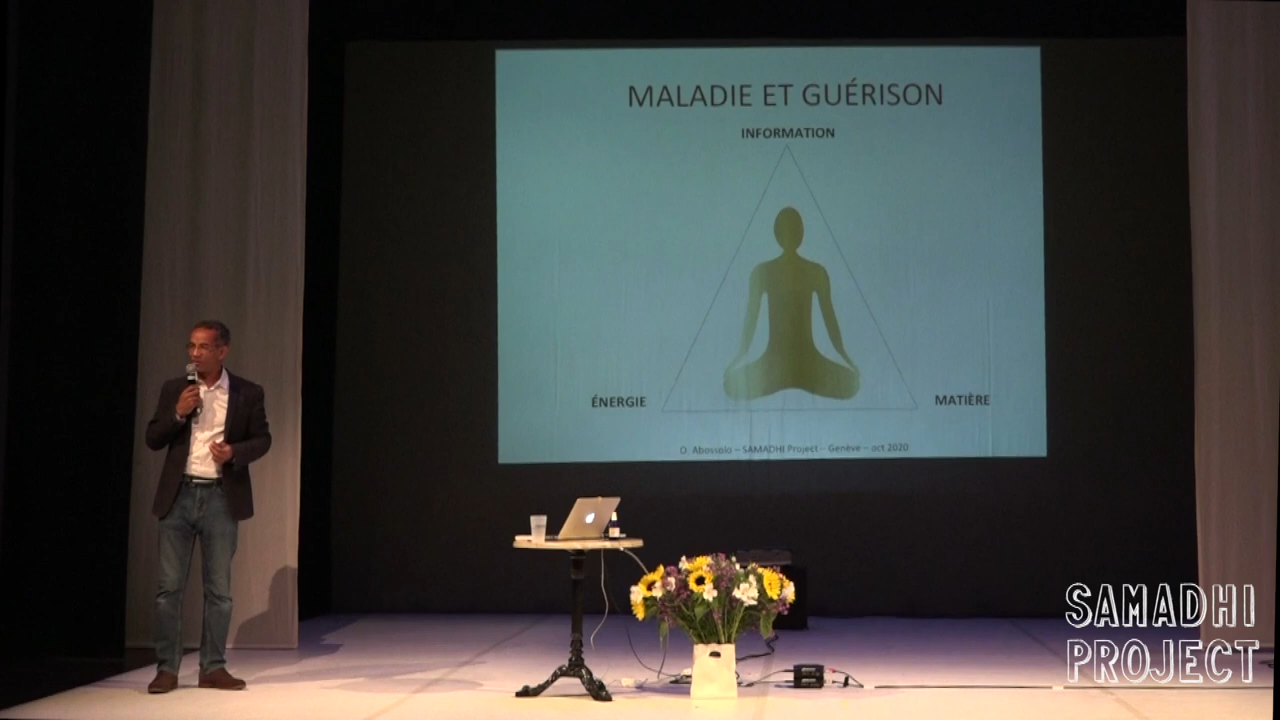 MALADIE ET GUÉRISON
INFORMATION
ÉNERGIE
MATIÈRE
O. Abossolo – SAMADHI Project – Genève – oct 2020
SAMADHI
PROJECT